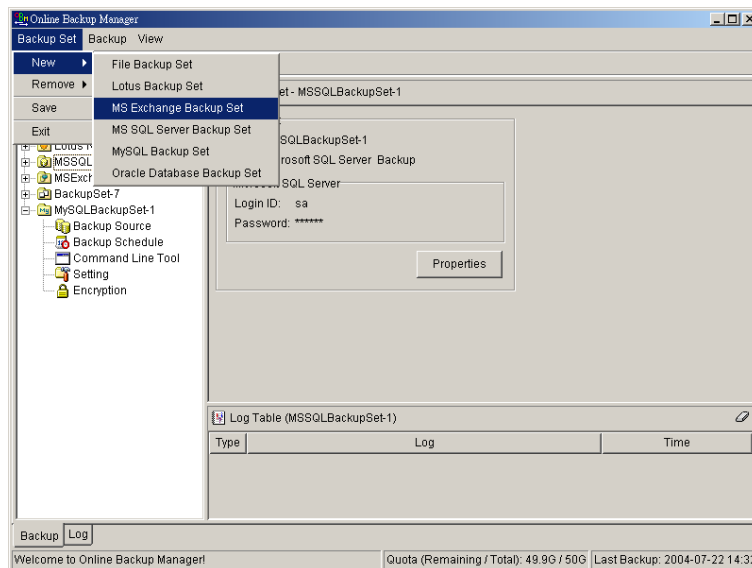 Online Backup Manager
Backup Set Backup View
New
Remove
Save
Exit
File Backup Set
Lotus Backup Set
MS Exchange Backup Set
MS SQL Server Backup Set
MySQL Backup Set
Oracle Database Backup Set
et - MSSQLBackupSet-1
SQLBackupSet-1
rosoft SQL Server Backup
Microsoft SQL Server
Login ID: sa
Password: ******
Properties
Lotus N
MSSQL
MSExch
BackupSet-7
MySQLBackupSet-1
Backup Source
Backup Schedule
Command Line Tool
Setting
Encryption
Log Table (MSSQLBackupSet-1)
Type Log Time
Backup Log
Welcome to Online Backup Manager! Quota (Remaining / Total): 49.9G / 50G Last Backup: 2004-07-22 14:3